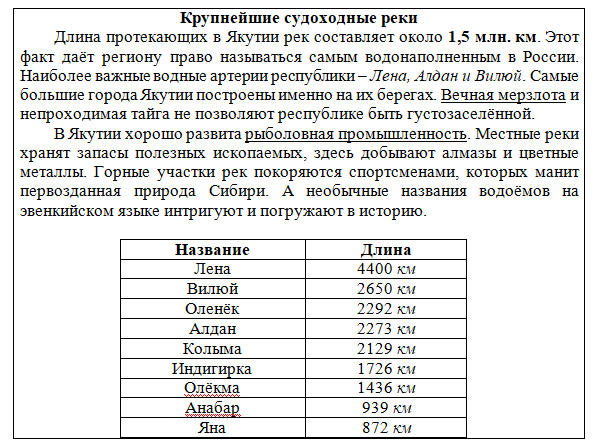 Крупнейшие судоходные реки
Длина протекающих в Якутии рек составляет около 1,5 млн. км. Этот
факт даёт региону право называться самым водонаполненным в России.
Наиболее важные водные артерии республики – Лена, Алдан и Вилюй. Самые
большие города Якутии построены именно на их берегах. Вечная мерзлота и
непроходимая тайга не позволяют республике быть густозаселённой.
В Якутии хорошо развита рыболовная промышленность. Местные реки
хранят запасы полезных ископаемых, здесь добывают алмазы и цветные
металлы. Горные участки рек покоряются спортсменами, которых манит
первозданная природа Сибири. А необычные названия водоёмов на
эвенкийском языке интригуют и погружают в историю.
Название Длина
Лена 4400 км
Вилюй 2650 км
Оленёк 2292 км
Алдан 2273 км
Колыма 2129 км
Индигирка 1726 км
Олёкма 1436 км
Анабар 939 км
Яна 872 км